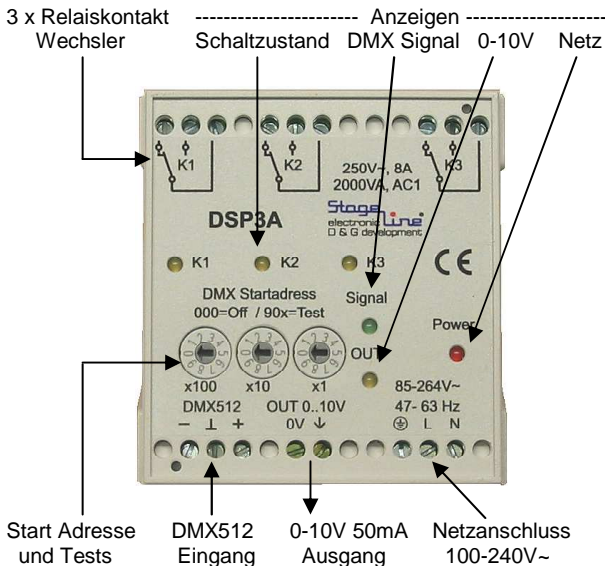 3 x Relaiskontakt ---------------------- Anzeigen -----------------
Wechsler Schaltzustand DMX Signal 0-10V Netz
K1 K2 K3
250V~, 8A
2000VA, AC1
DSP3A
Stage Line
electronic
D & G development
K1 K2 K3
CE
DMX Startadress
000=Off / 90x=Test
Signal
Power
OUT
x100 x10 x1
85-264V~
DMX512 OUT 0..10V 47- 63 Hz
− ⊥ + 0V L N
Start Adresse DMX512 0-10V 50mA Netzanschluss
und Tests Eingang Ausgang 100-240V~